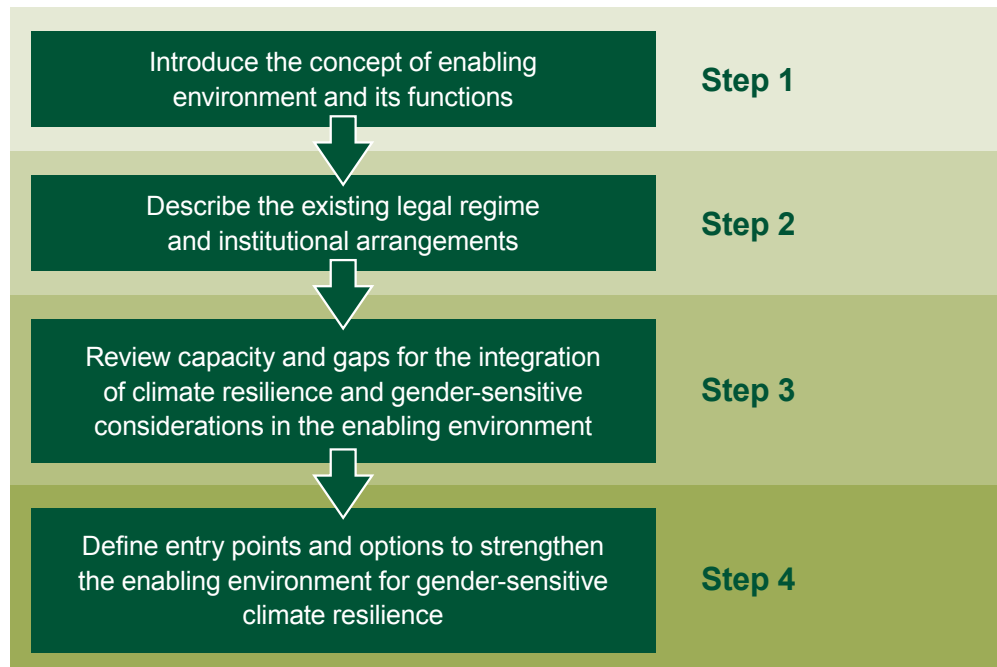 Introduce the concept of enabling
environment and its functions
Step 1
Describe the existing legal regime
and institutional arrangements
Step 2
Review capacity and gaps for the integration
of climate resilience and gender-sensitive
considerations in the enabling environment
Step 3
Define entry points and options to strengthen
the enabling environment for gender-sensitive
climate resilience
Step 4